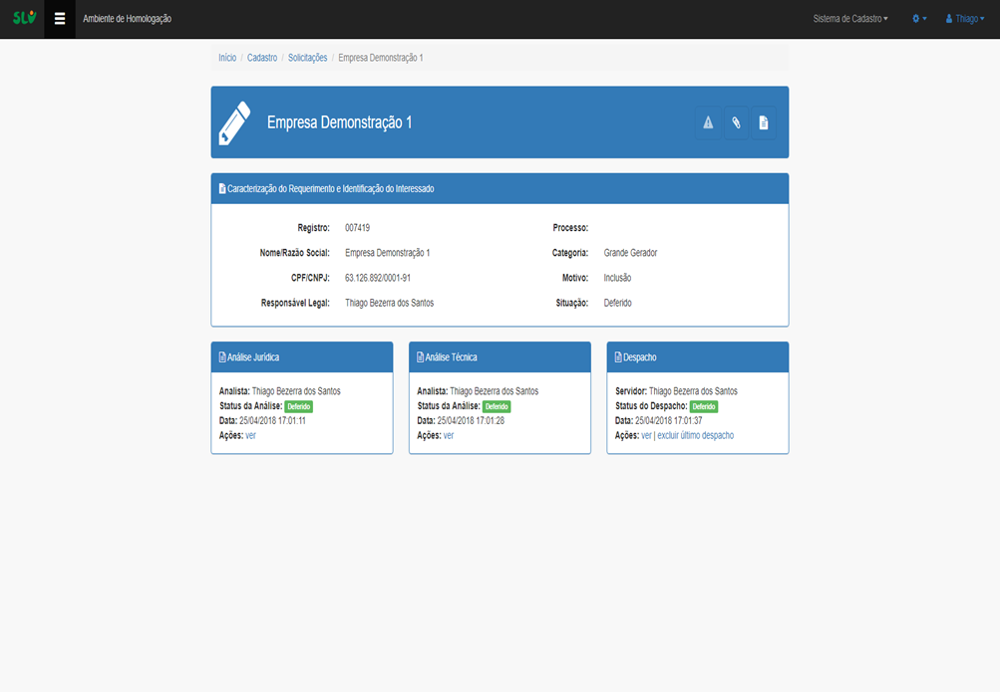 SLU Ambiente de Homologação Sistema de Cadastro Thiago
Início / Cadastro / Solicitações / Empresa Demonstração 1
Empresa Demonstração 1
Caracterização do Requerimento e Identificação do Interessado
Registro: 007419 Processo:
Nome/Razão Social: Empresa Demonstração 1 Categoria: Grande Gerador
CPF/CNPJ: 63.126.892/0001-91 Motivo: Inclusão
Responsável Legal: Thiago Bezerra dos Santos Situação: Deferido
Análise Jurídica
Analista: Thiago Bezerra dos Santos
Status da Análise: Deferido
Data: 25/04/2018 17:01:11
Ações: ver
Análise Técnica
Analista: Thiago Bezerra dos Santos
Status da Análise: Deferido
Data: 25/04/2018 17:01:28
Ações: ver
Despacho
Servidor: Thiago Bezerra dos Santos
Status do Despacho: Deferido
Data: 25/04/2018 17:01:37
Ações: ver | excluir último despacho